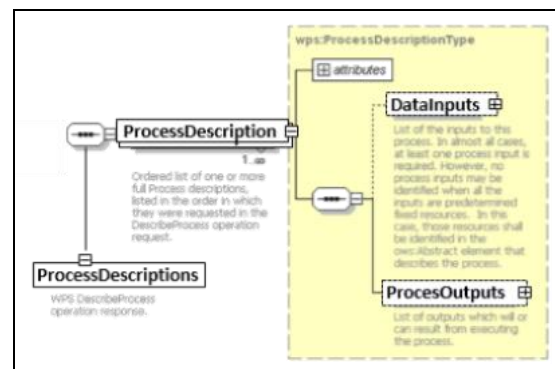 wps:ProcessDescriptionType
attributes
DataInputs
List of the inputs to this
process. In almost all cases,
at least one process input is
required. However, no
process inputs may be
identified when all the
inputs are predetermined
fixed resources. In this
case, those resources shall
be identified in the
ows:Abstract element that
describes the process.
ProcessDescription
1..∞
Ordered list of one or more
full Process descriptions,
listed in the order in which
they were requested in the
DescribeProcess operation
request.
ProcessDescriptions
WPS DescribeProcess
operation response.
ProcesOutputs
List of outputs which will or
can result from executing
the process.